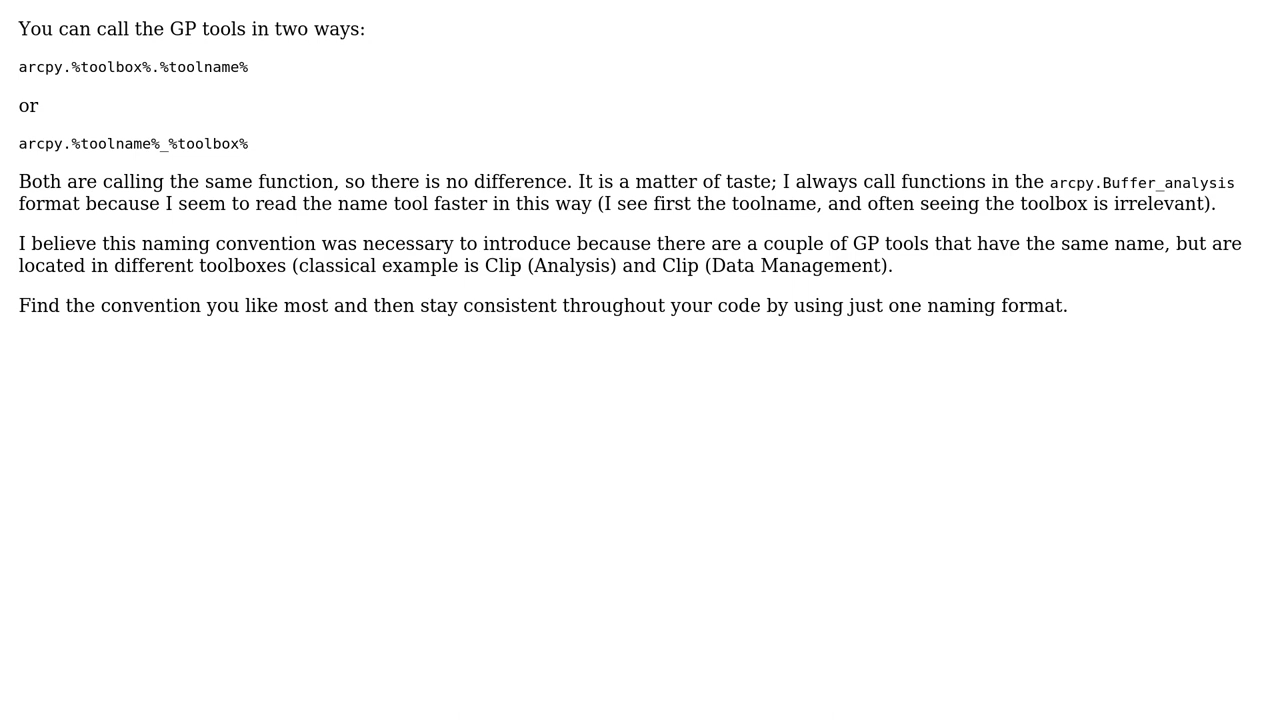 You can call the GP tools in two ways:
arcpy.%toolbox%.%toolname%
or
arcpy.%toolname%_%toolbox%
Both are calling the same function, so there is no difference. It is a matter of taste; I always call functions in the arcpy.Buffer_analysis
format because I seem to read the name tool faster in this way (I see first the toolname, and often seeing the toolbox is irrelevant).
I believe this naming convention was necessary to introduce because there are a couple of GP tools that have the same name, but are
located in different toolboxes (classical example is Clip (Analysis) and Clip (Data Management).
Find the convention you like most and then stay consistent throughout your code by using just one naming format.